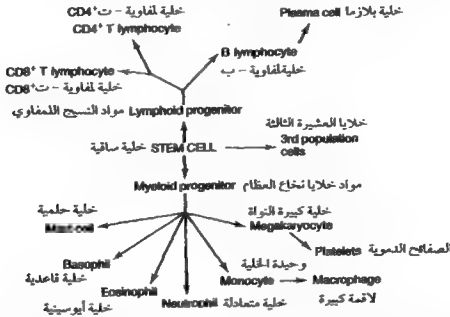 CD4⁺خلية لمفاوية – ت
CD4⁺ T lymphocyte
خلية بلازما
Plasma cell
B lymphocyte
خلية لمفاوية – ب
CD8⁺ T lymphocyte
CD8⁺خلية لمفاوية – ت
مواد النسيج اللمفاوي Lymphoid progenitor
خلايا العشيرة الثالثة
3rd population
cells
خلية ساقية STEM CELL
Myeloid progenitor مواد خلايا نخاع العظام
خلية حلمية
Mast cell
خلية كبيرة النواة
Megakaryocyte
Platelets الصفائح الدموية
Basophil
خلية قاعدية
وحيدة الخلية
Monocyte
Macrophage
لاقمة كبيرة
Eosinophil
خلية أيوسينية
Neutrophil خلية متعادلة